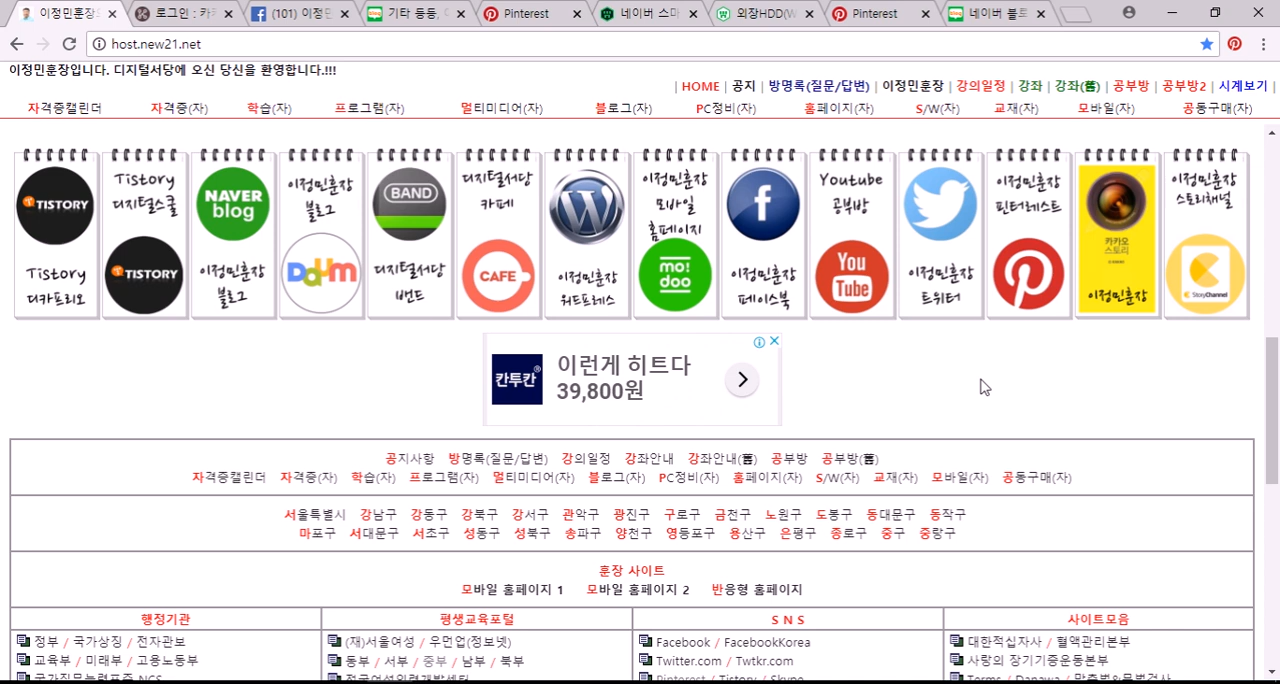 이정민훈장으
로그인 : 카카
(101) 이정민
기타 등등, 이
Pinterest
네이버 스마
외장HDD(W
Pinterest
네이버 블로
host.new21.net
이정민훈장입니다. 디지털서당에 오신 당신을 환영합니다.!!!
| HOME | 공지 | 방명록(질문/답변) | 이정민훈장 | 강의일정 | 강좌 | 강좌(舊) | 공부방 | 공부방2 | 시계보기 |
자격증캘린더 자격증(자) 학습(자) 프로그램(자) 멀티미디어(자) 블로그(자) PC정비(자) 홈페이지(자) S/W(자) 교재(자) 모바일(자) 공동구매(자)
TISTORY
Tistory
디카프리오
Tistory
디지털스쿨
TISTORY
NAVER
blog
이정민훈장
블로그
이정민훈장
블로그
Daum
BAND
디지털서당
밴드
디지털서당
카페
CAFE
W
이정민훈장
워드프레스
이정민훈장
모바일
홈페이지
mo!
doo
f
이정민훈장
페이스북
Youtube
공부방
You
Tube
이정민훈장
트위터
이정민훈장
핀터레스트
카카오
스토리
이정민훈장
이정민훈장
스토리채널
StoryChannel
칸투칸®
이런게 히트다
39,800원
공지사항 방명록(질문/답변) 강의일정 강좌안내 강좌안내(舊) 공부방 공부방(舊)
자격증캘린더 자격증(자) 학습(자) 프로그램(자) 멀티미디어(자) 블로그(자) PC정비(자) 홈페이지(자) S/W(자) 교재(자) 모바일(자) 공동구매(자)
서울특별시 강남구 강동구 강북구 강서구 관악구 광진구 구로구 금천구 노원구 도봉구 동대문구 동작구
마포구 서대문구 서초구 성동구 성북구 송파구 양천구 영등포구 용산구 은평구 종로구 중구 중랑구
훈장 사이트
모바일 홈페이지 1 모바일 홈페이지 2 반응형 홈페이지
행정기관 평생교육포털 S N S 사이트모음
정부 / 국가상징 / 전자관보
(재)서울여성 / 우먼업(정보넷)
Facebook / FacebookKorea
대한적십자사 / 혈액관리본부
교육부 / 미래부 / 고용노동부
동부 / 서부 / 중부 / 남부 / 북부
Twitter.com / Twtkr.com
사랑의 장기기증운동본부
국가직무능력표준 NCS
전국여성인력개발센터
Pinterest / Tistory / Skype
Terms / Danawa / 맞춤법&문법검사